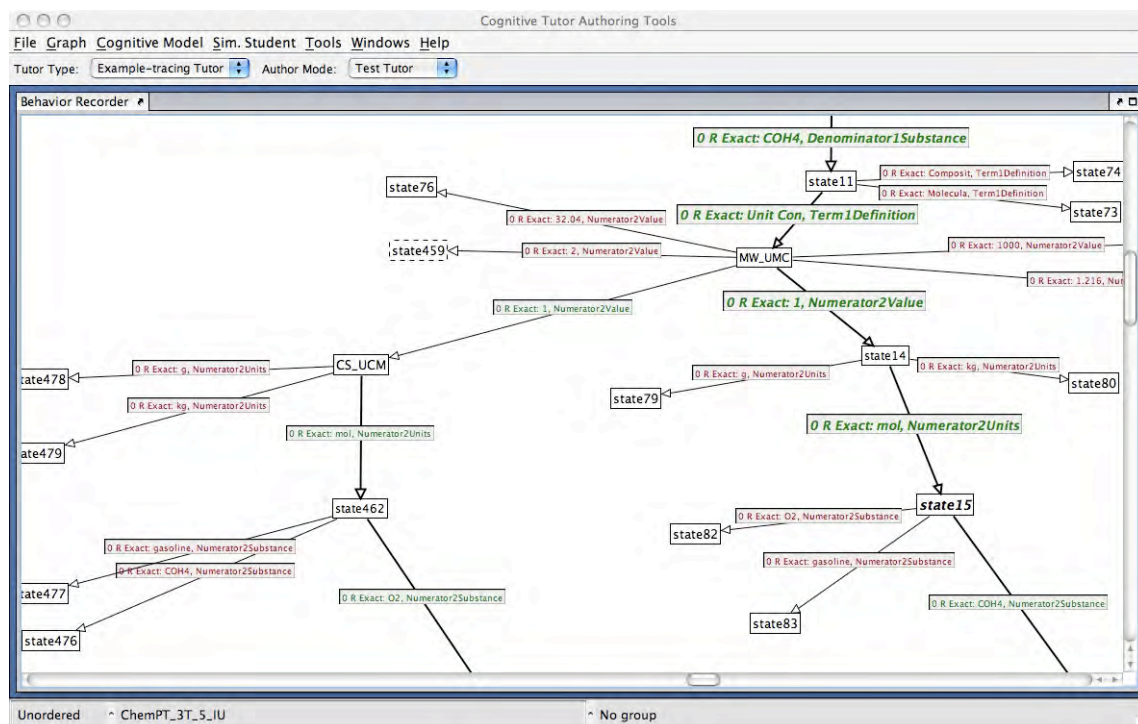 Cognitive Tutor Authoring Tools
File Graph Cognitive Model Sim. Student Tools Windows Help
Tutor Type: Example-tracing Tutor Author Mode: Test Tutor
Behavior Recorder
0 R Exact: COH4, Denominator1Substance
state76
state11
0 R Exact: Composit, Term1Definition
state74
0 R Exact: Molecula, Term1Definition
state73
0 R Exact: 32.04, Numerator2Value
0 R Exact: Unit Con, Term1Definition
state459
0 R Exact: 2, Numerator2Value
MW_UMC
0 R Exact: 1000, Numerator2Value
0 R Exact: 1.216, Nun
0 R Exact: 1, Numerator2Value
0 R Exact: 1, Numerator2Value
state14
CS_UCM
0 R Exact: g, Numerator2Units
state478
0 R Exact: g, Numerator2Units
0 R Exact: kg, Numerator2Units
state80
state79
0 R Exact: kg, Numerator2Units
0 R Exact: mol, Numerator2Units
0 R Exact: mol, Numerator2Units
ate479
state462
state15
0 R Exact: O2, Numerator2Substance
state82
0 R Exact: gasoline, Numerator2Substance
0 R Exact: gasoline, Numerator2Substance
0 R Exact: COH4, Numerator2Substance
state477
0 R Exact: O2, Numerator2Substance
0 R Exact: COH4, Numerator2Substance
state83
state476
Unordered ChemPT_3T_5_IU No group